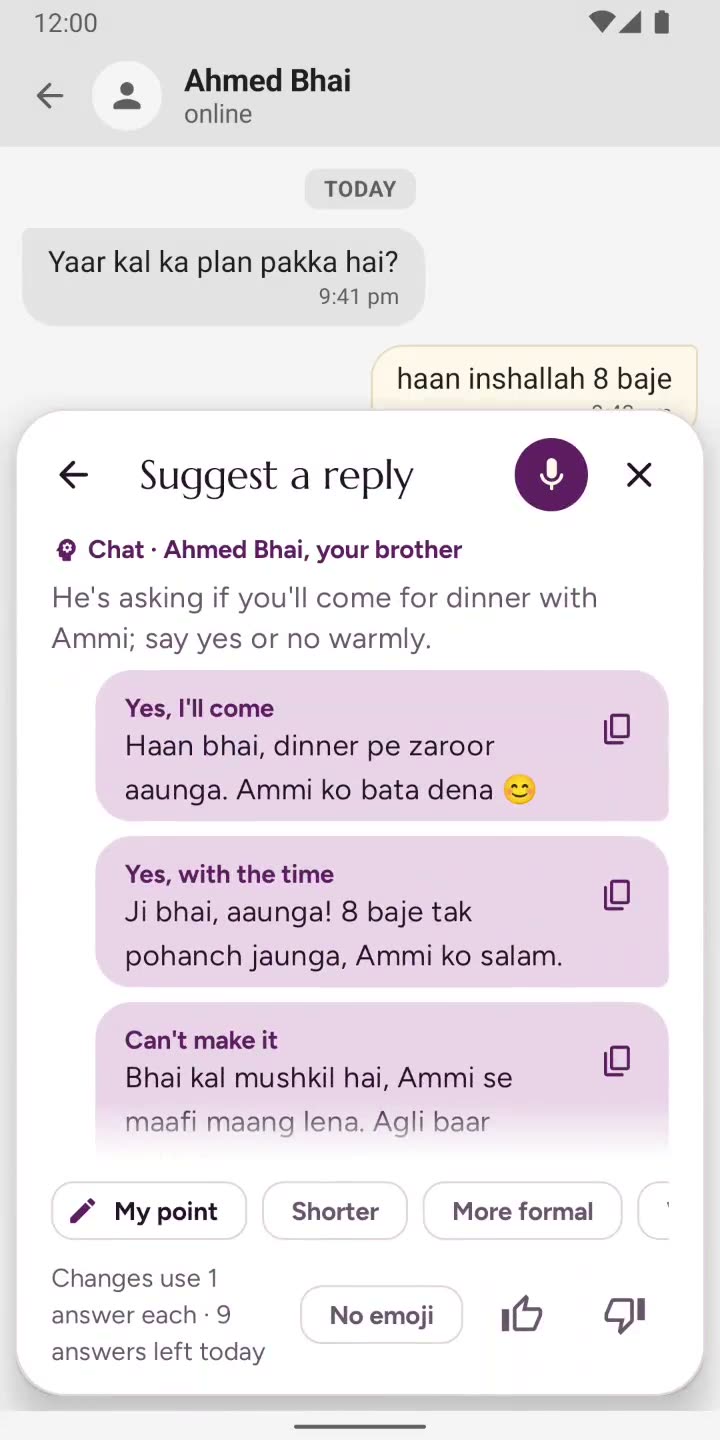 12:00
Ahmed Bhai
online
TODAY
Yaar kal ka plan pakka hai?
9:41 pm
haan inshallah 8 baje
Suggest a reply
Chat · Ahmed Bhai, your brother
He's asking if you'll come for dinner with
Ammi; say yes or no warmly.
Yes, I'll come
Haan bhai, dinner pe zaroor
aaunga. Ammi ko bata dena 😊
Yes, with the time
Ji bhai, aaunga! 8 baje tak
pohanch jaunga, Ammi ko salam.
Can't make it
Bhai kal mushkil hai, Ammi se
maafi maang lena. Agli baar
My point
Shorter
More formal
Changes use 1
answer each · 9
answers left today
No emoji